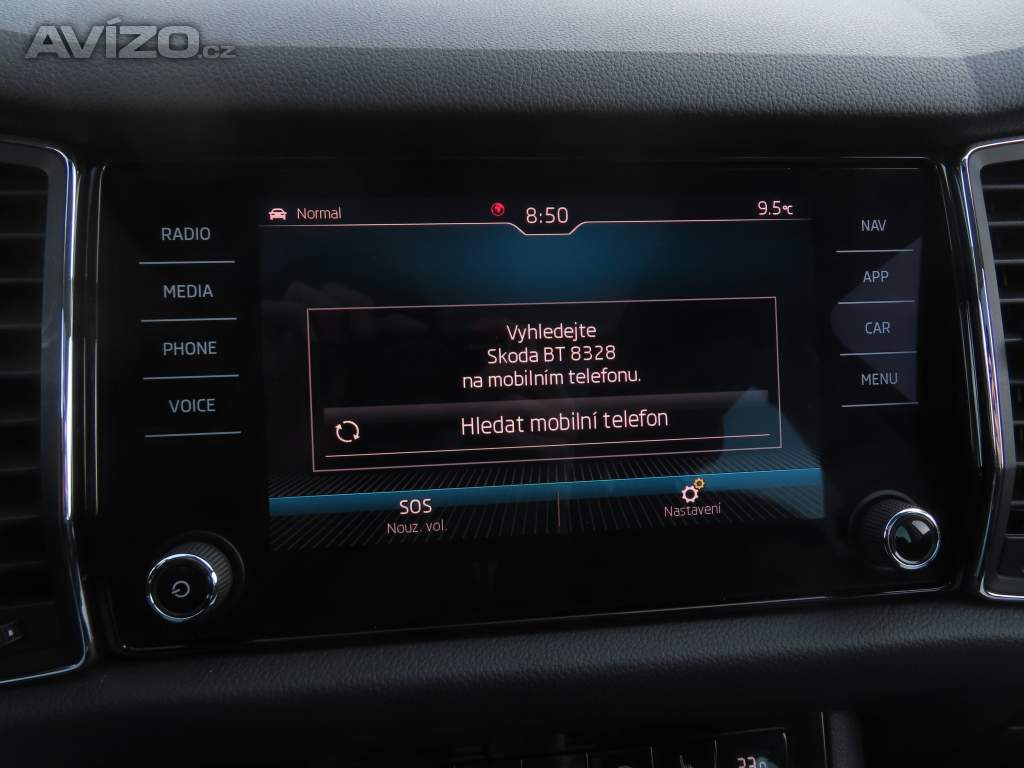 AVÍZO.cz
Normal
8:50
9.5°C
RADIO
MEDIA
PHONE
VOICE
NAV
APP
CAR
MENU
Vyhledejte
Skoda BT 8328
na mobilním telefonu.
Hledat mobilní telefon
SOS
Nouz. vol.
Nastavení